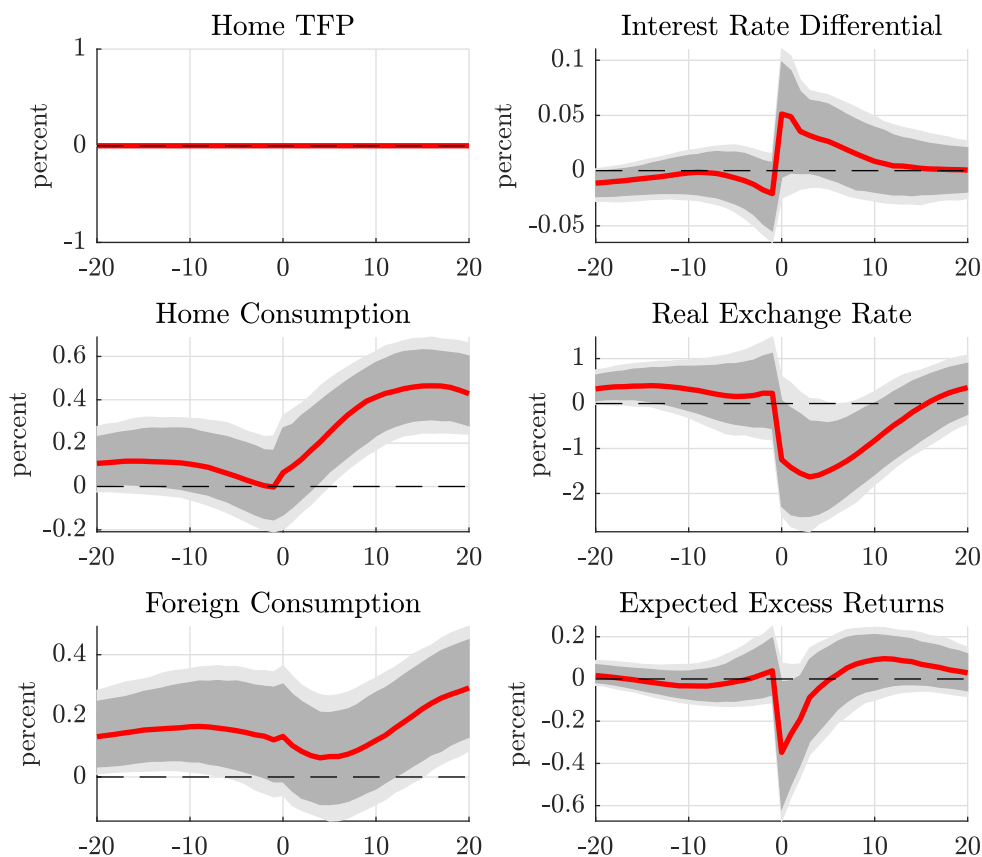 Home TFP
percent
1
0
-1
-20 -10 0 10 20
Interest Rate Differential
percent
0.1
0.05
0
-0.05
-20 -10 0 10 20
Home Consumption
percent
0.6
0.4
0.2
0
-0.2
-20 -10 0 10 20
Real Exchange Rate
percent
1
0
-1
-2
-20 -10 0 10 20
Foreign Consumption
percent
0.4
0.2
0
-20 -10 0 10 20
Expected Excess Returns
percent
0.2
0
-0.2
-0.4
-0.6
-20 -10 0 10 20